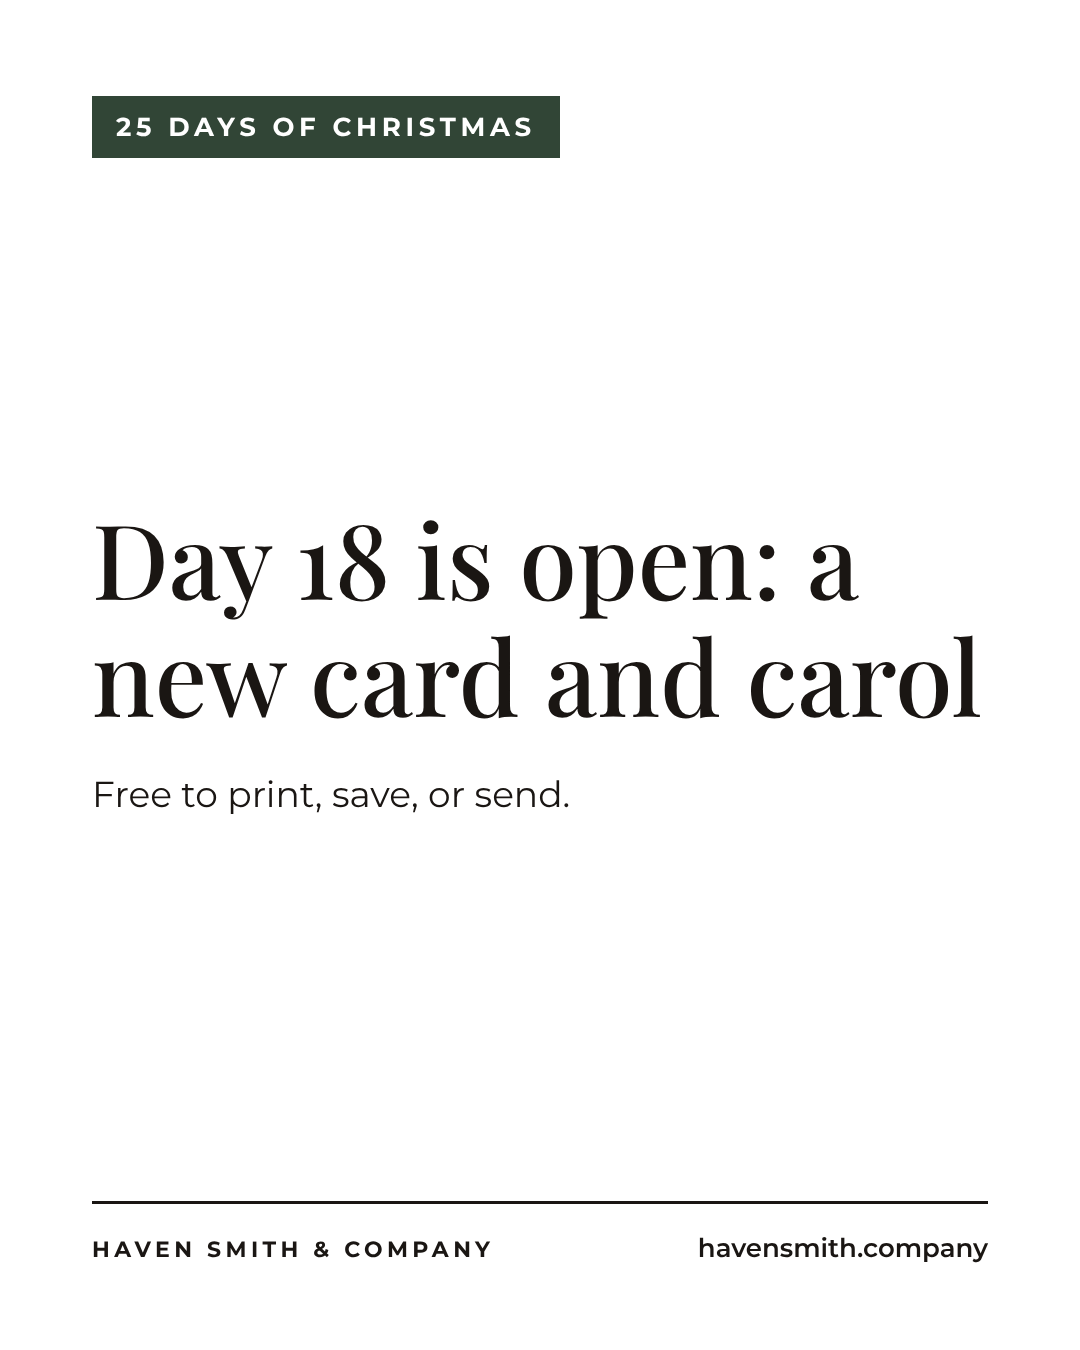 25 DAYS OF CHRISTMAS
Day 18 is open: a
new card and carol
Free to print, save, or send.
HAVEN SMITH & COMPANY
havensmith.company